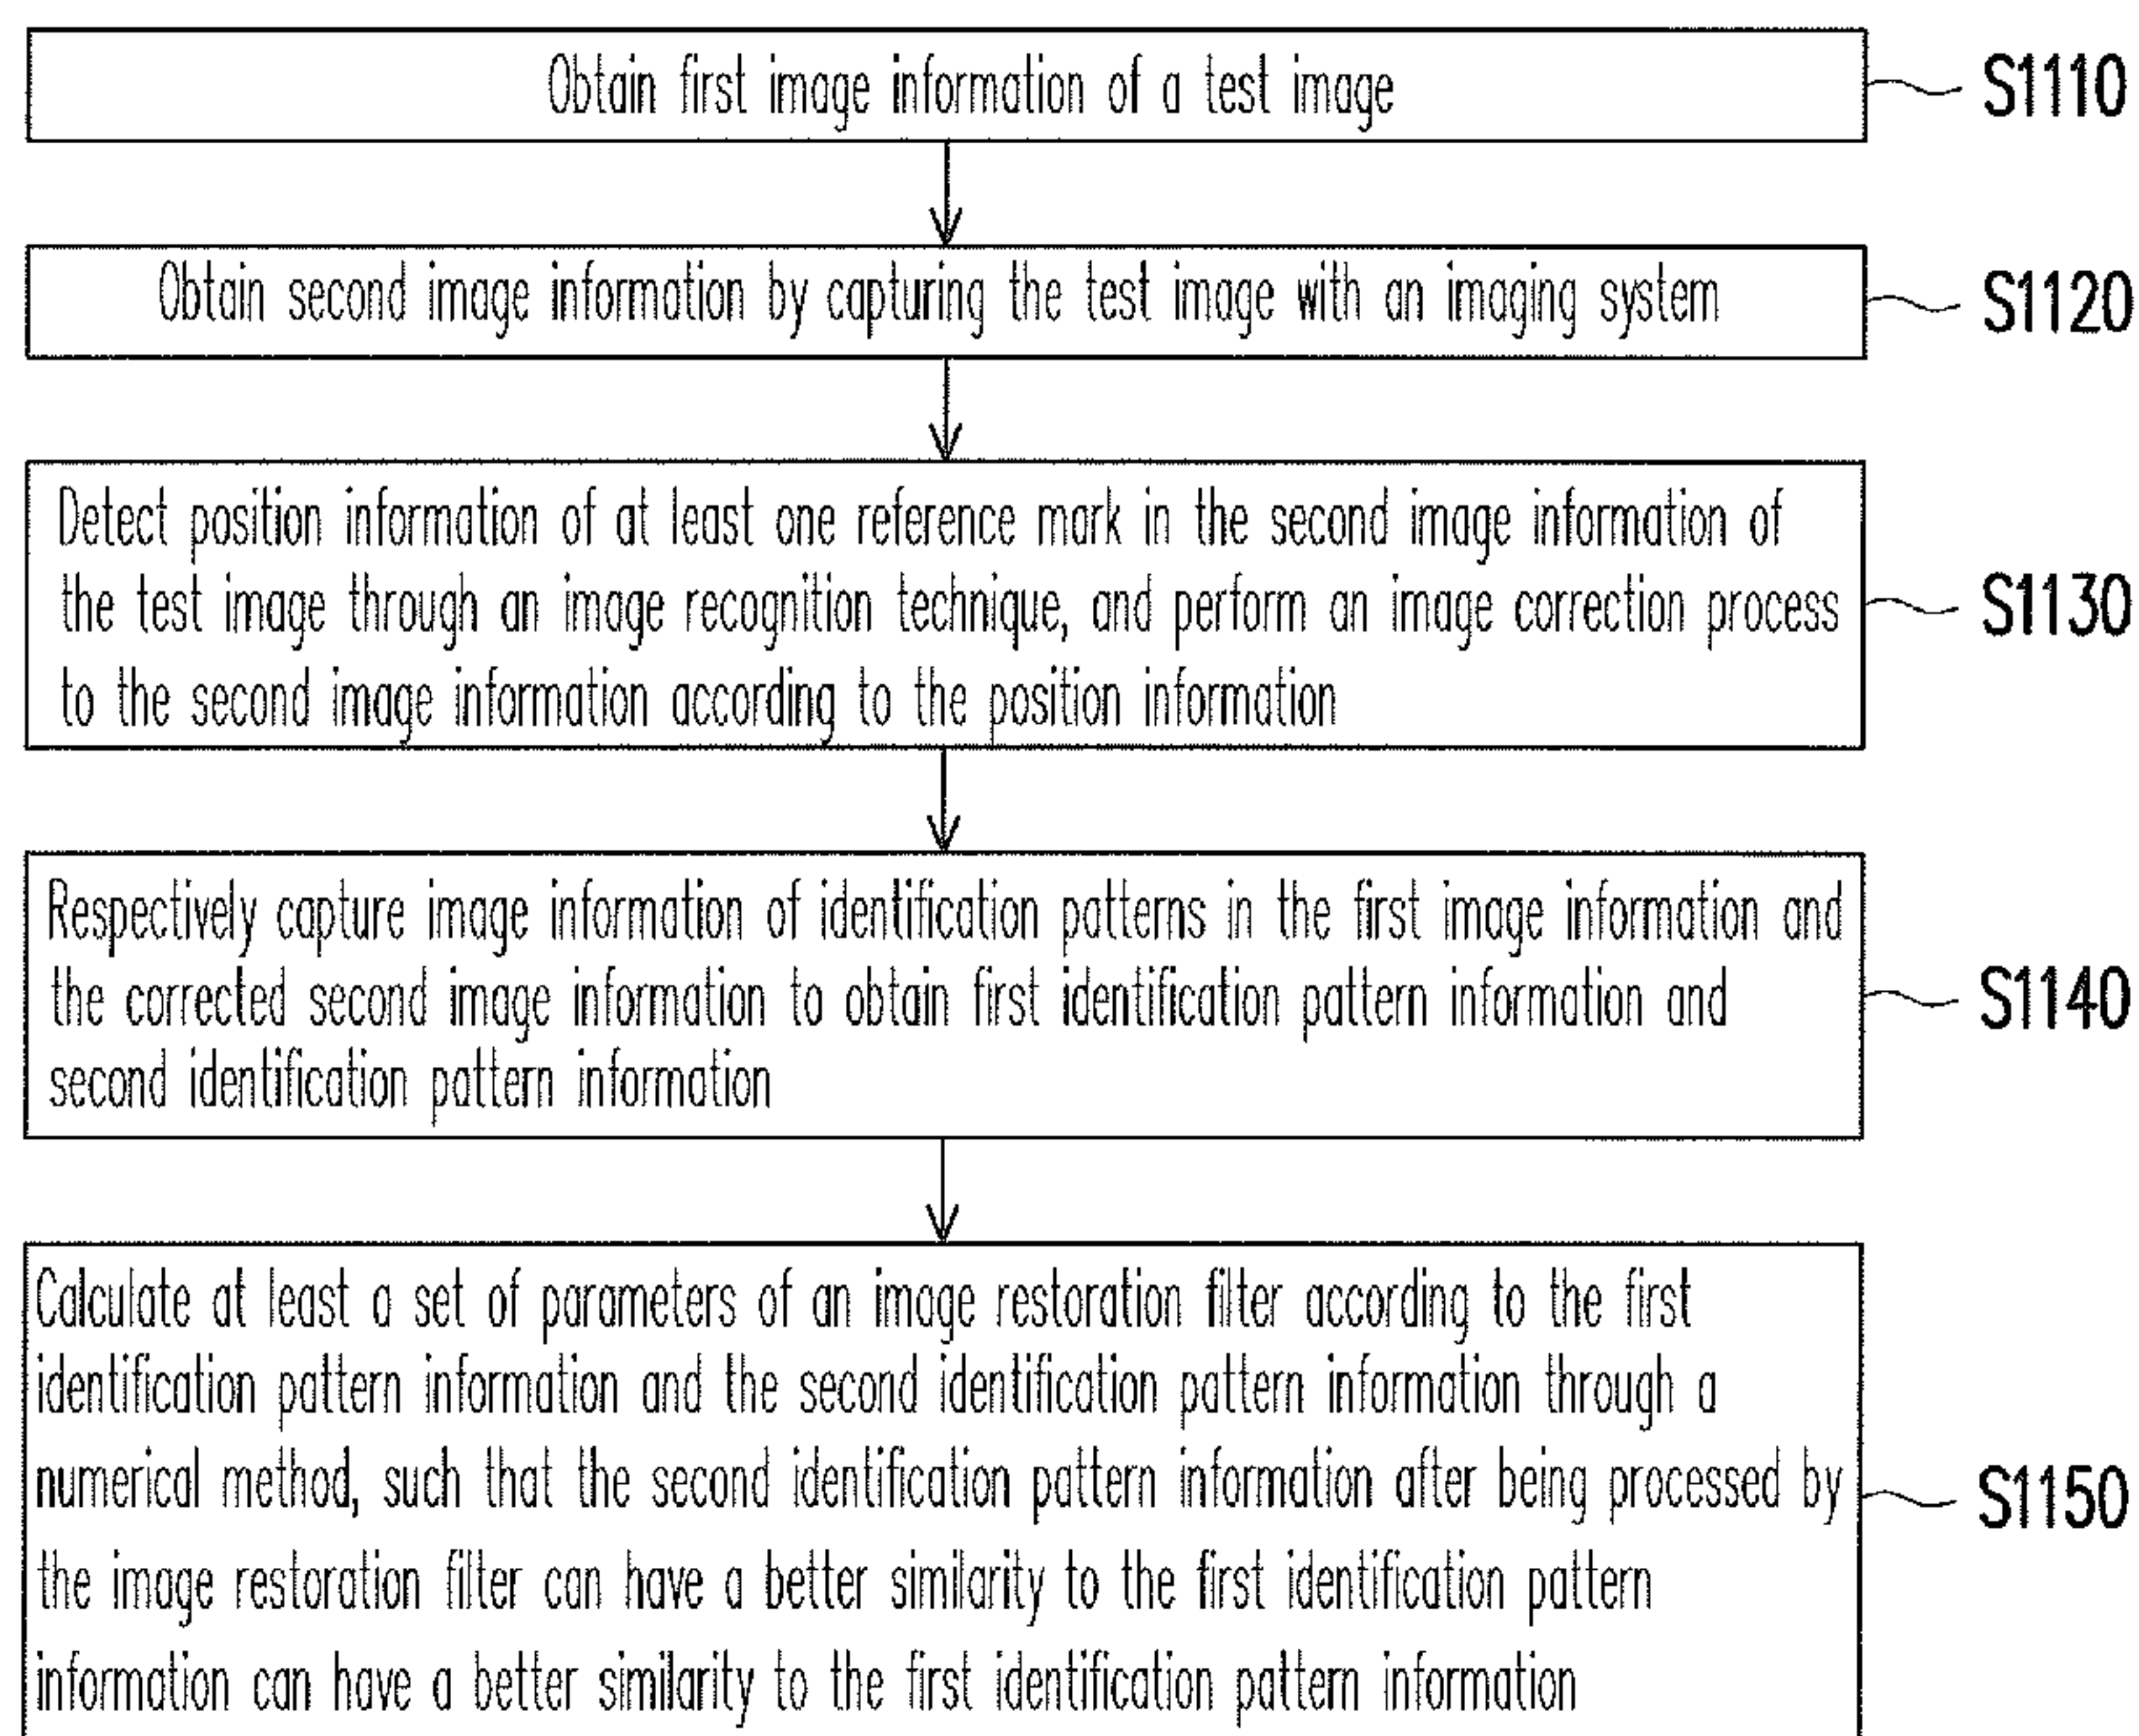 Obtain first image information of a test image
S1110
Obtain second image information by capturing the test image with an imaging system
S1120
Detect position information of at least one reference mark in the second image information of
the test image through an image recognition technique, and perform an image correction process
to the second image information according to the position information
S1130
Respectively capture image information of identification patterns in the first image information and
the corrected second image information to obtain first identification pattern information and
second identification pattern information
S1140
Calculate at least a set of parameters of an image restoration filter according to the first
identification pattern information and the second identification pattern information through a
numerical method, such that the second identification pattern information after being processed by
the image restoration filter can have a better similarity to the first identification pattern
information can have a better similarity to the first identification pattern information
S1150